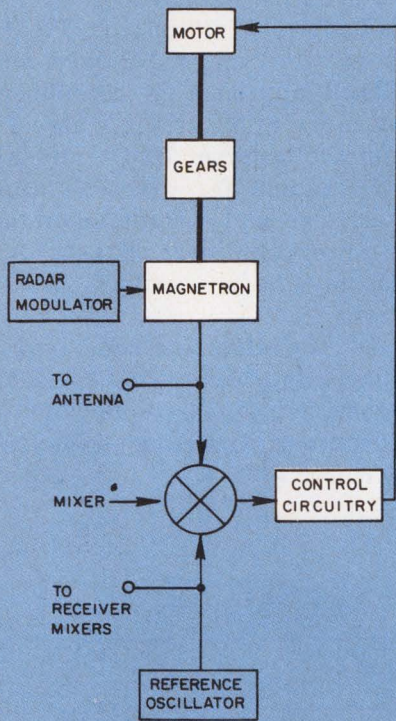 MOTOR
GEARS
RADAR
MODULATOR
MAGNETRON
TO
ANTENNA
MIXER
CONTROL
CIRCUITRY
TO
RECEIVER
MIXERS
REFERENCE
OSCILLATOR